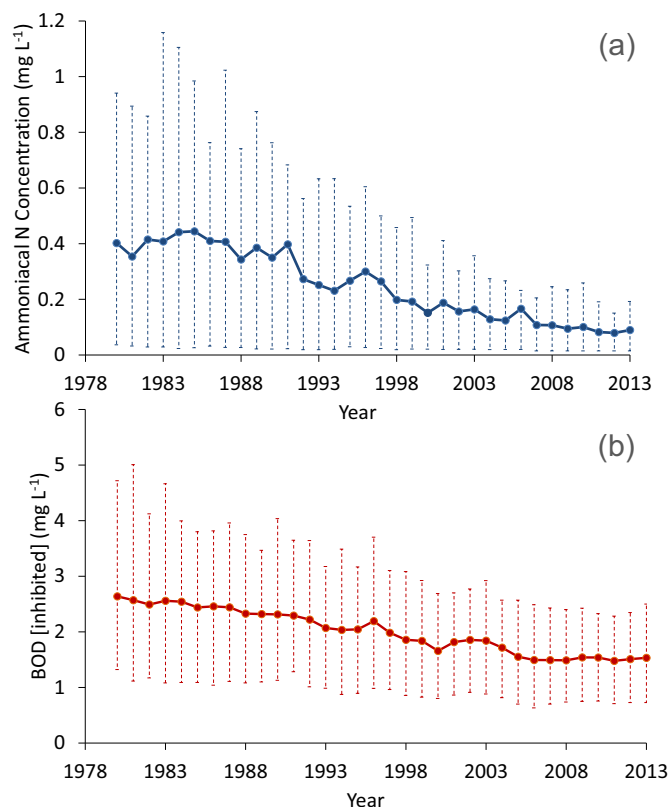 (a)
Ammoniacal N Concentration (mg L-1)
1.2
1
0.8
0.6
0.4
0.2
0
1978 1983 1988 1993 1998 2003 2008 2013
Year
(b)
BOD [inhibited] (mg L-1)
6
5
4
3
2
1
0
1978 1983 1988 1993 1998 2003 2008 2013
Year